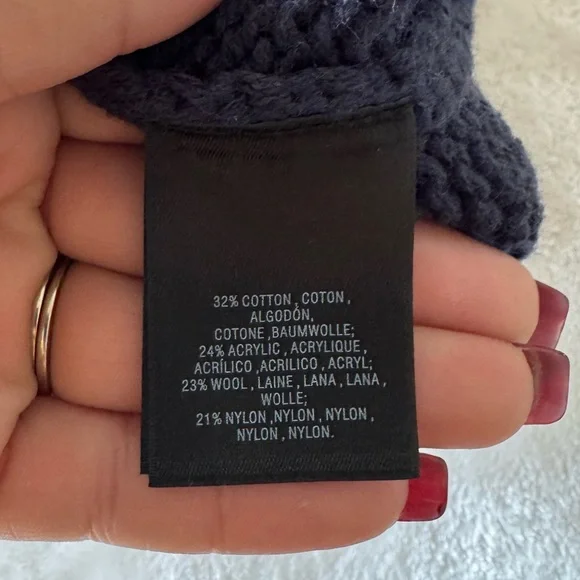 32% COTTON , COTON ,
ALGODÓN,
COTONE ,BAUMWOLLE;
24% ACRYLIC , ACRYLIQUE ,
ACRÍLICO ,ACRILICO , ACRYL;
23% WOOL , LAINE , LANA , LANA ,
WOLLE;
21% NYLON ,NYLON , NYLON ,
NYLON , NYLON.